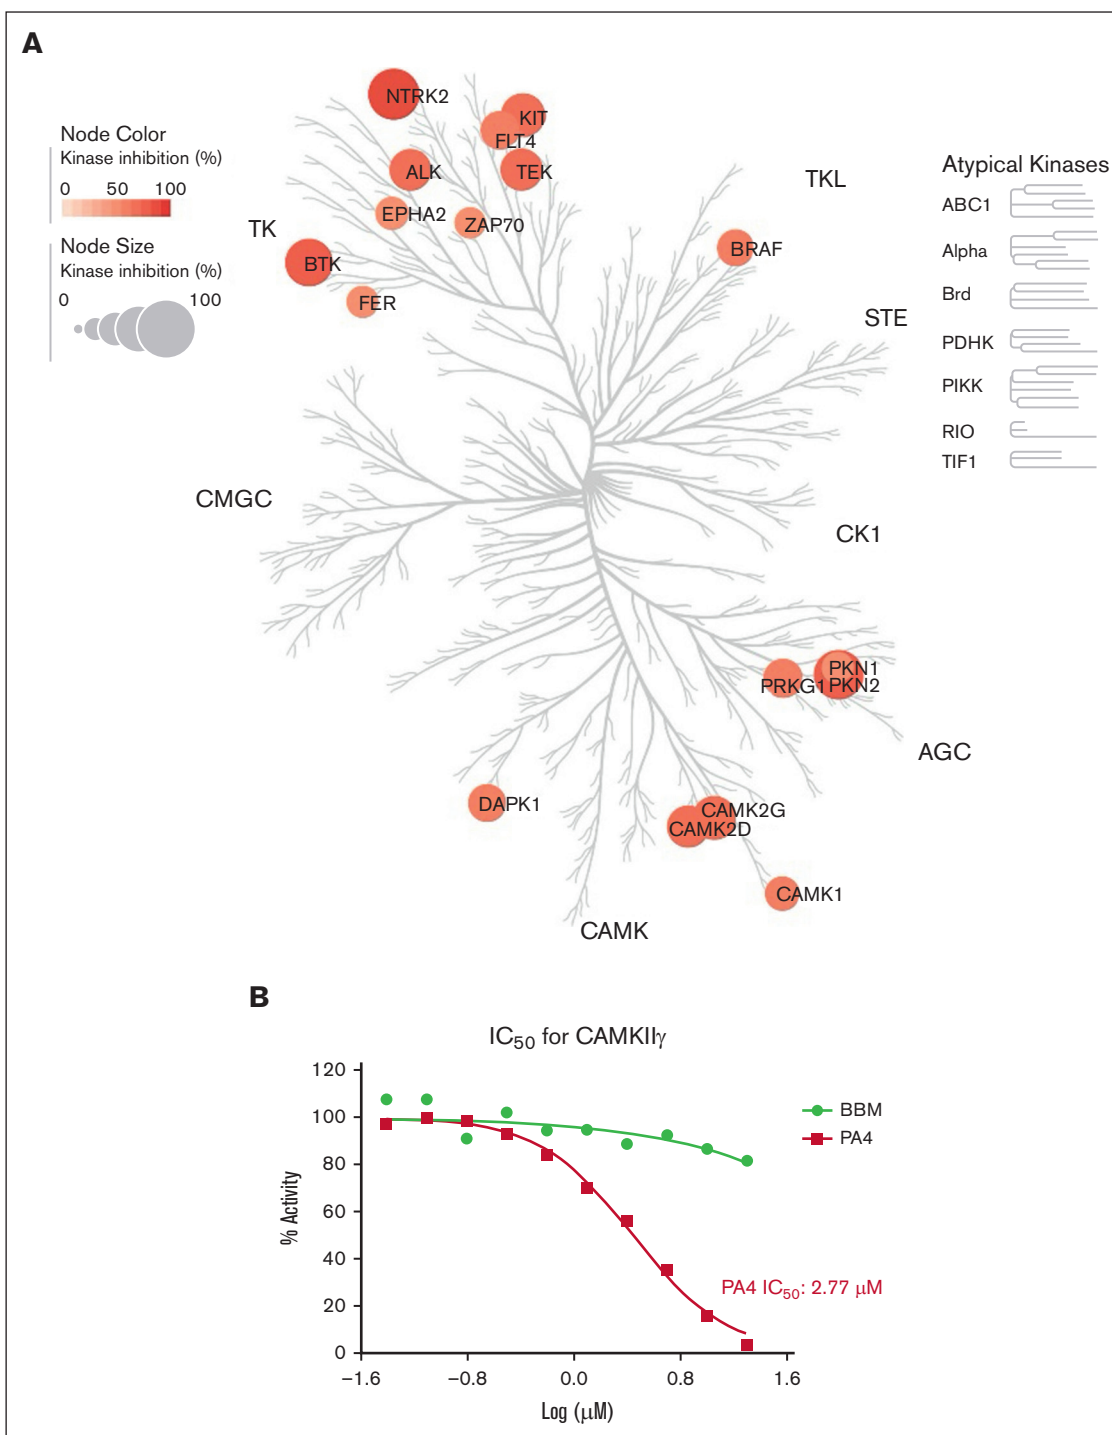 A
Node Color
Kinase inhibition (%)
0 50 100
Node Size
Kinase inhibition (%)
0 100
NTRK2
KIT
FLT4
ALK
TEK
EPHA2
ZAP70
TK
BTK
FER
TKL
BRAF
STE
Atypical Kinases
ABC1
Alpha
Brd
PDHK
PIKK
RIO
TIF1
CMGC
CK1
PKN1
PRKG1
PKN2
AGC
DAPK1
CAMK2G
CAMK2D
CAMK1
CAMK
B
IC50 for CAMKIIγ
120
100
80
60
40
20
0
% Activity
BBM
PA4
PA4 IC50: 2.77 μM
−1.6 −0.8 0.0 0.8 1.6
Log (μM)